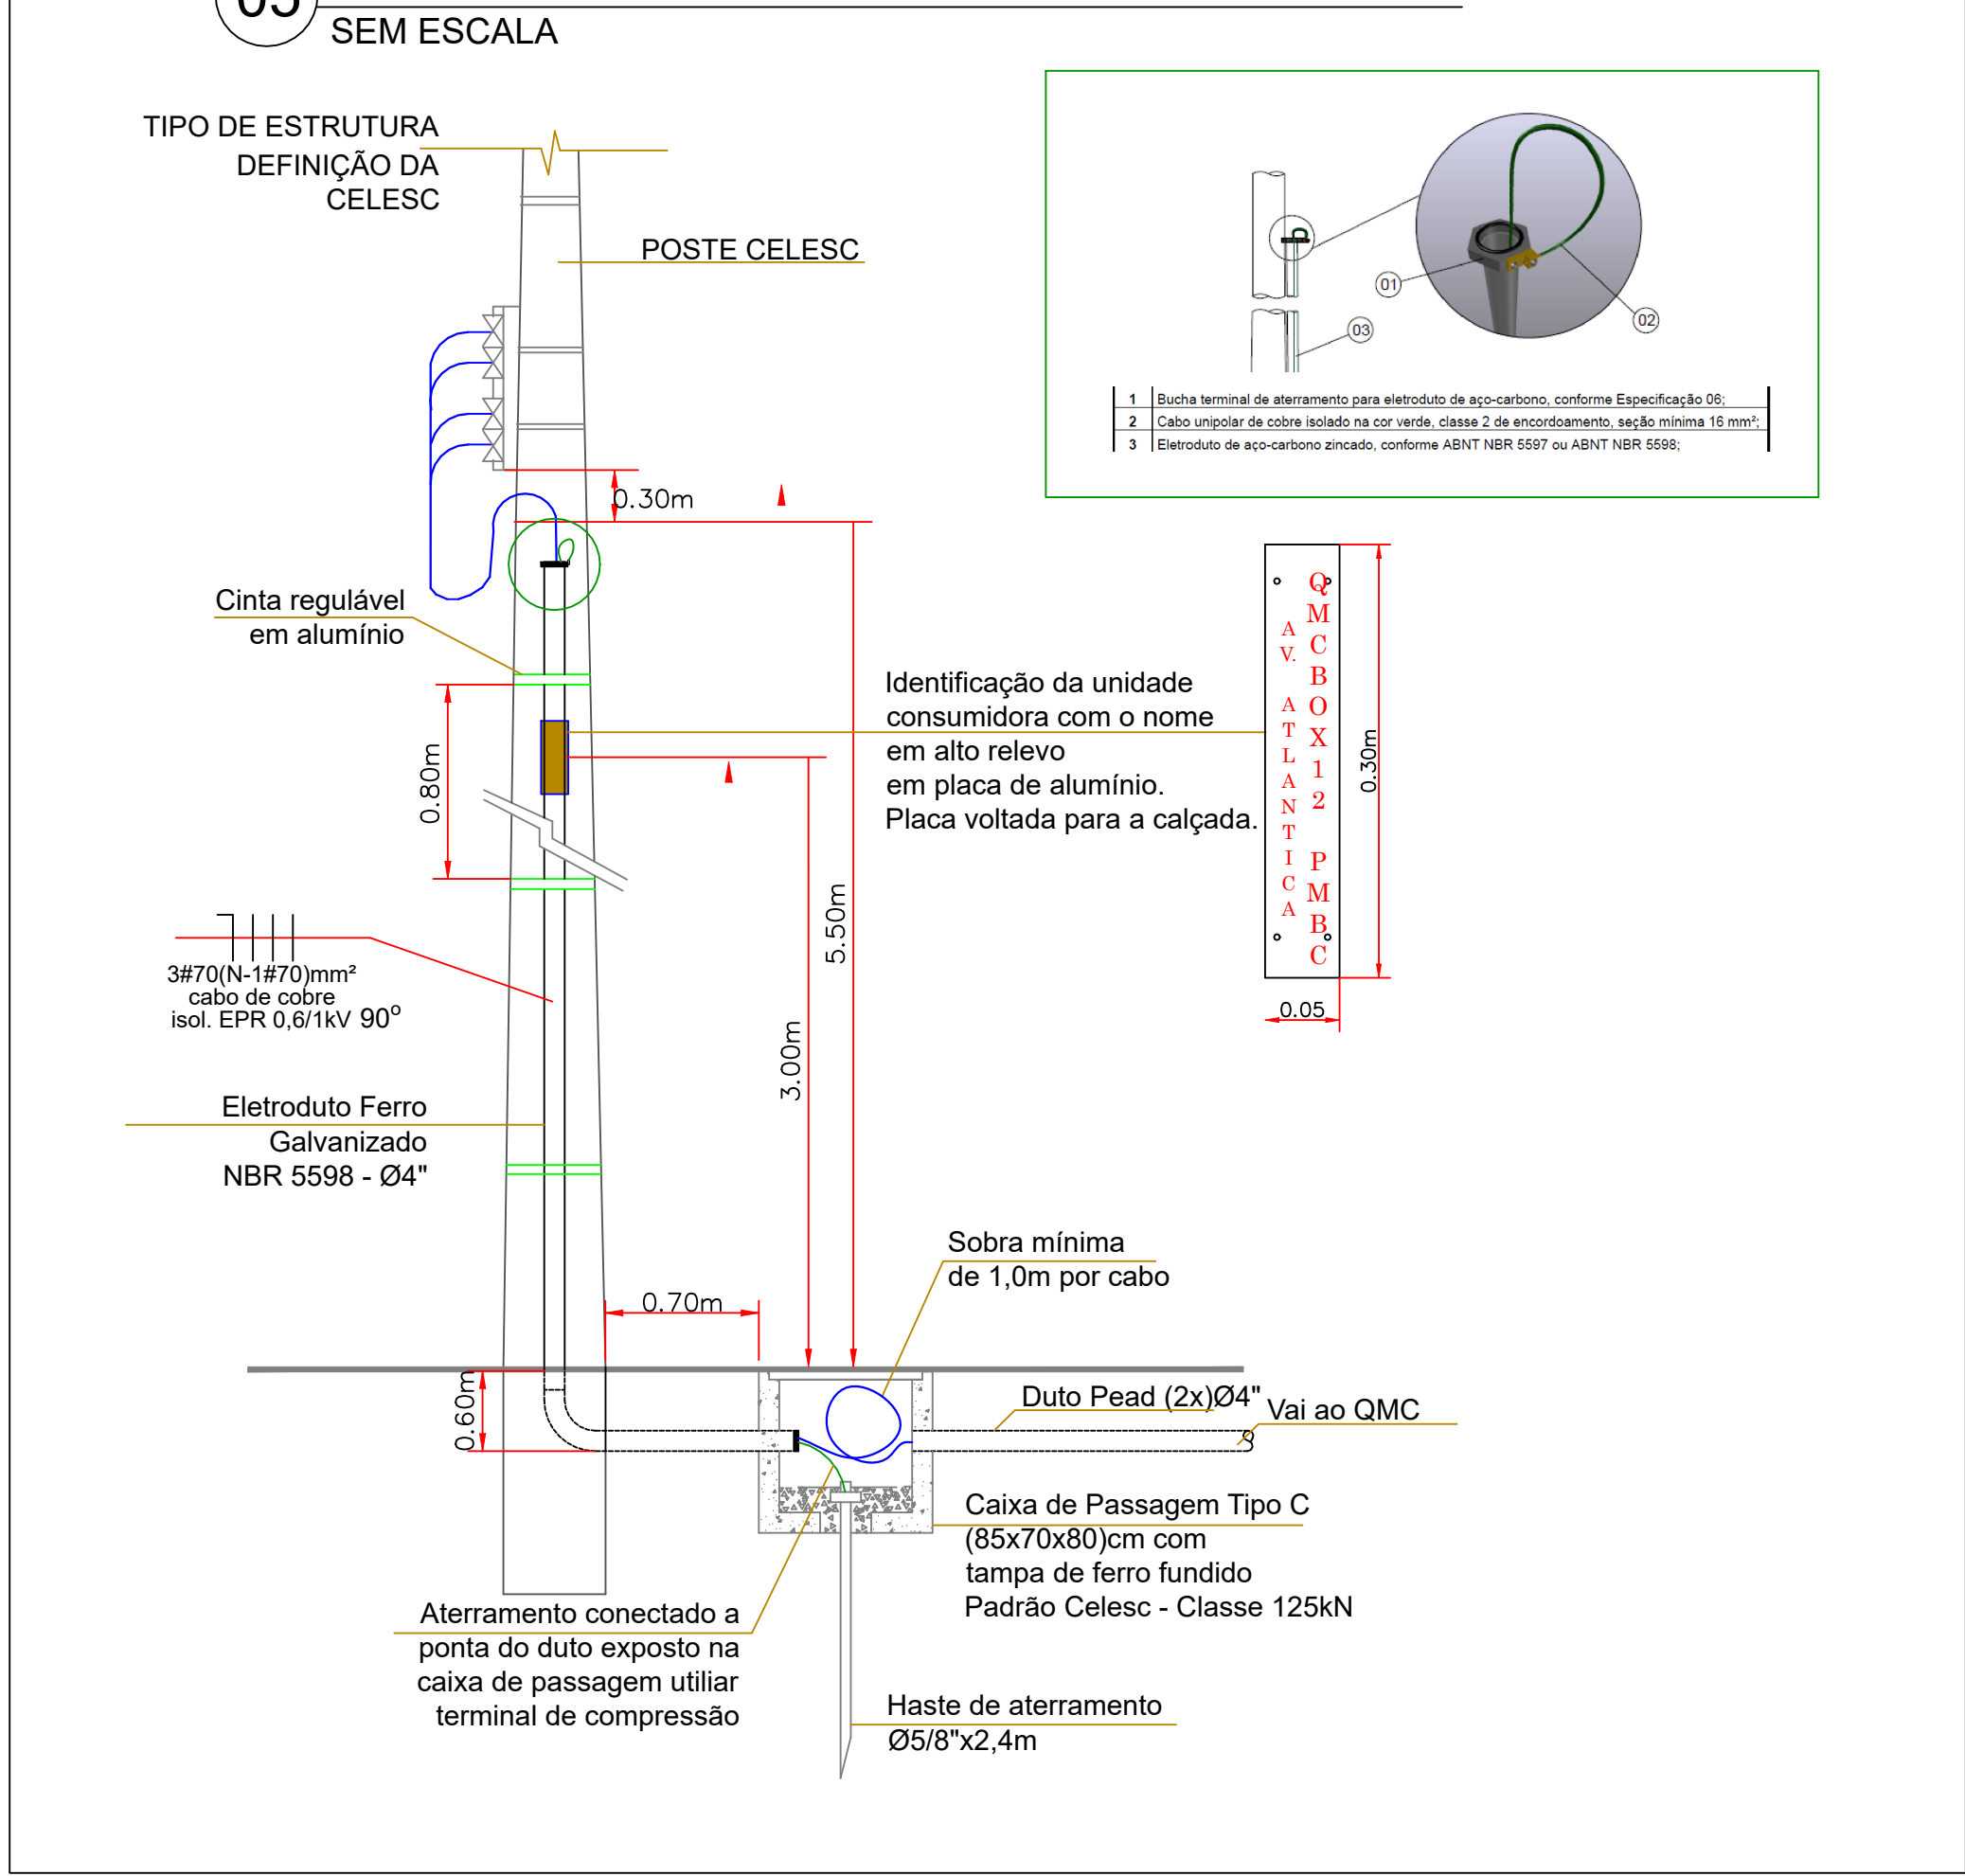 05
SEM ESCALA
TIPO DE ESTRUTURA
DEFINIÇÃO DA
CELESC
POSTE CELESC
01
02
03
1 Bucha terminal de aterramento para eletroduto de aço-carbono, conforme Especificação 06;
2 Cabo unipolar de cobre isolado na cor verde, classe 2 de encordoamento, seção mínima 16 mm²;
3 Eletroduto de aço-carbono zincado, conforme ABNT NBR 5597 ou ABNT NBR 5598;
0.30m
Cinta regulável
em alumínio
Identificação da unidade
consumidora com o nome
em alto relevo
em placa de alumínio.
Placa voltada para a calçada.
QMCBOX12 PMBC
AV. ATLANTICA
0.30m
0.05
0.80m
5.50m
3.00m
3#70(N-1#70)mm²
cabo de cobre
isol. EPR 0,6/1kV 90°
Eletroduto Ferro
Galvanizado
NBR 5598 - Ø4"
Sobra mínima
de 1,0m por cabo
0.70m
0.60m
Duto Pead (2x)Ø4"
Vai ao QMC
Caixa de Passagem Tipo C
(85x70x80)cm com
tampa de ferro fundido
Padrão Celesc - Classe 125kN
Aterramento conectado a
ponta do duto exposto na
caixa de passagem utiliar
terminal de compressão
Haste de aterramento
Ø5/8"x2,4m